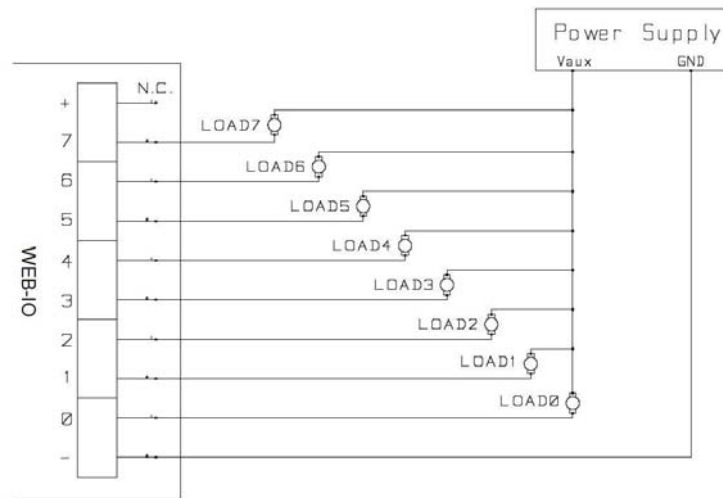 Power Supply
Vaux GND
N.C.
+
7 LOAD7
6 LOAD6
5 LOAD5
4 LOAD4
3 LOAD3
2 LOAD2
1 LOAD1
0 LOAD0
-
WEB-IO